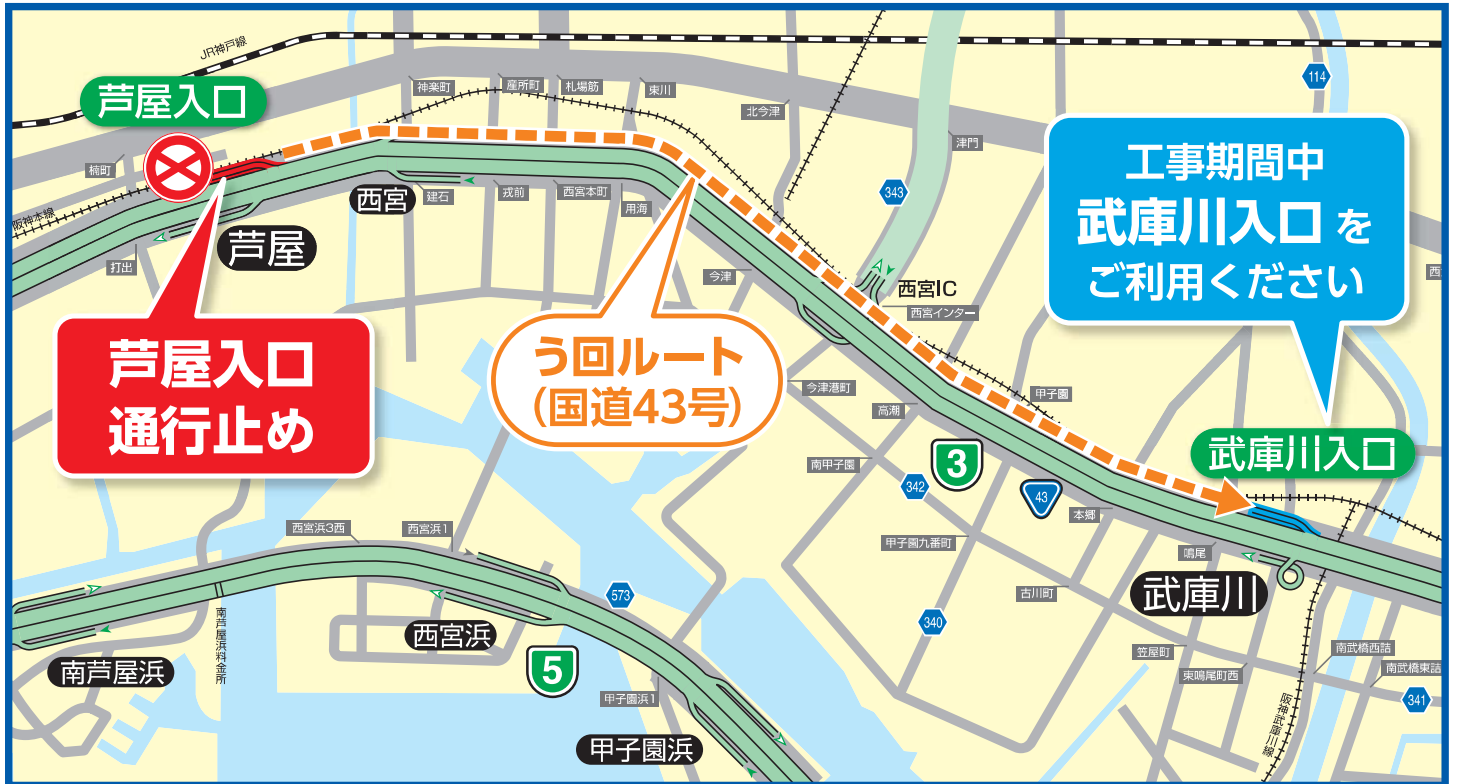 JR神戸線
芦屋入口
神楽町
産所町
札場筋
東川
北今津
114
津門
楠町
阪神本線
打出
芦屋
西宮
建石
戎前
西宮本町
用海
343
工事期間中
武庫川入口 を
ご利用ください
今津
西宮IC
西宮インター
西
芦屋入口
通行止め
う回ルート
(国道43号)
今津港町
高潮
甲子園
武庫川入口
南甲子園
342
3
43
本郷
鳴尾
甲子園九番町
武庫川
西宮浜3西
西宮浜1
573
古川町
340
笠屋町
東鳴尾町西
南武橋西詰
南武橋東詰
341
阪神武庫川線
南芦屋浜料金所
南芦屋浜
西宮浜
5
甲子園浜1
甲子園浜